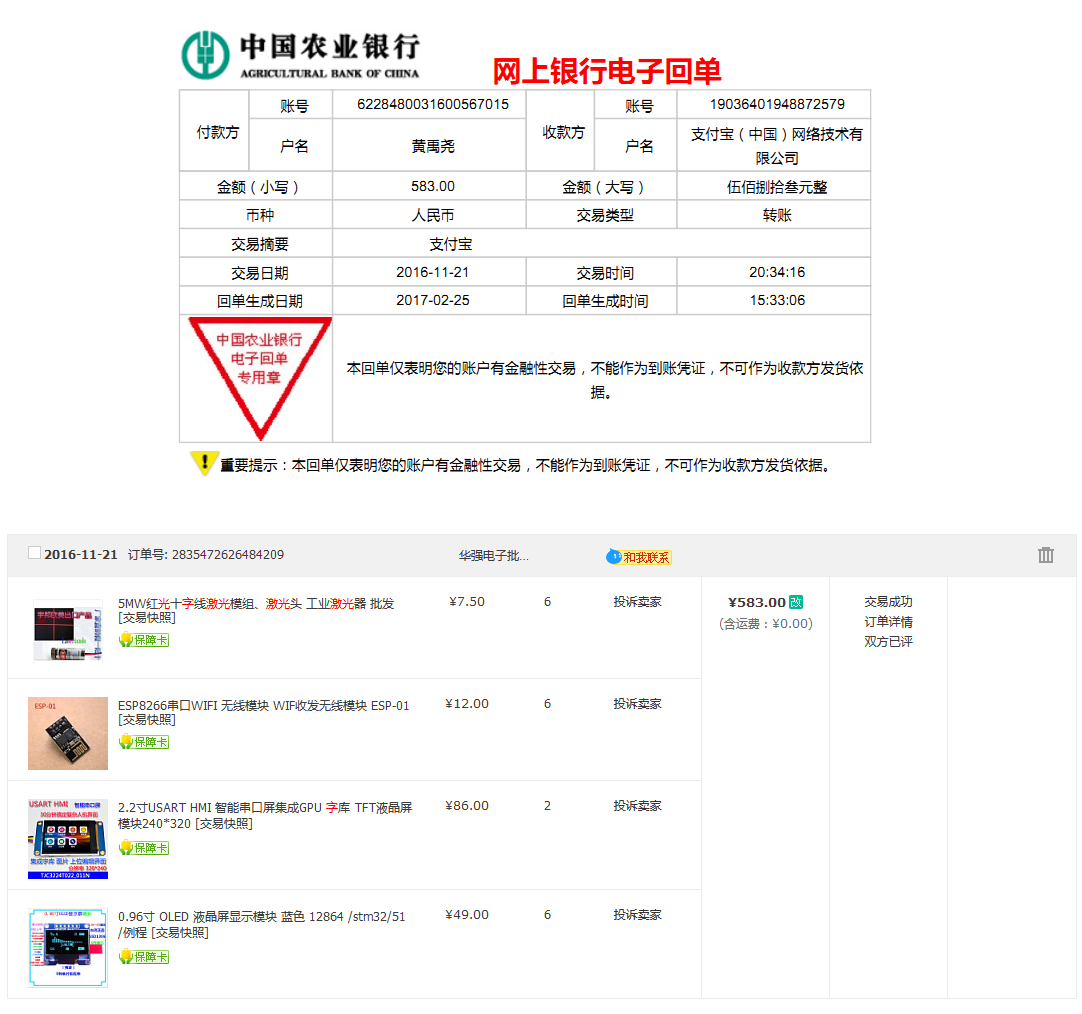 中国农业银行
AGRICULTURAL BANK OF CHINA
网上银行电子回单
付款方 账号 6228480031600567015 收款方 账号 19036401948872579
户名 黄禹尧 户名 支付宝（中国）网络技术有限公司
金额（小写） 583.00 金额（大写） 伍佰捌拾叁元整
币种 人民币 交易类型 转账
交易摘要 支付宝
交易日期 2016-11-21 交易时间 20:34:16
回单生成日期 2017-02-25 回单生成时间 15:33:06
中国农业银行
电子回单
专用章
本回单仅表明您的账户有金融性交易，不能作为到账凭证，不可作为收款方发货依
据。
重要提示：本回单仅表明您的账户有金融性交易，不能作为到账凭证，不可作为收款方发货依据。
2016-11-21 订单号: 2835472626484209 华强电子批... 和我联系
5MW红光十字线激光模组、激光头 工业激光器 批发 ¥7.50 6 投诉卖家 ¥583.00 改 交易成功
[交易快照] (含运费：¥0.00) 订单详情
保障卡 双方已评
ESP-01
ESP8266串口WIFI 无线模块 WIF收发无线模块 ESP-01 ¥12.00 6 投诉卖家
[交易快照]
保障卡
USART HMI 智能串口屏
2.2寸USART HMI 智能串口屏集成GPU 字库 TFT液晶屏 ¥86.00 2 投诉卖家
模块240*320 [交易快照]
保障卡
集成字库 图片 上位编辑界面
TJC3224T022_011N
0.96寸 OLED 液晶屏显示模块 蓝色 12864 /stm32/51 ¥49.00 6 投诉卖家
/例程 [交易快照]
保障卡